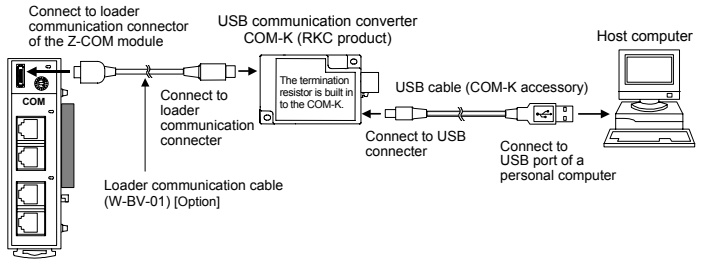 Connect to loader
communication connector
of the Z-COM module
USB communication converter
COM-K (RKC product)
Host computer
COM
The termination
resistor is built in
to the COM-K.
USB cable (COM-K accessory)
Connect to
loader
communication
connecter
Connect to USB
connecter
Connect to
USB port of a
personal computer
Loader communication cable
(W-BV-01) [Option]